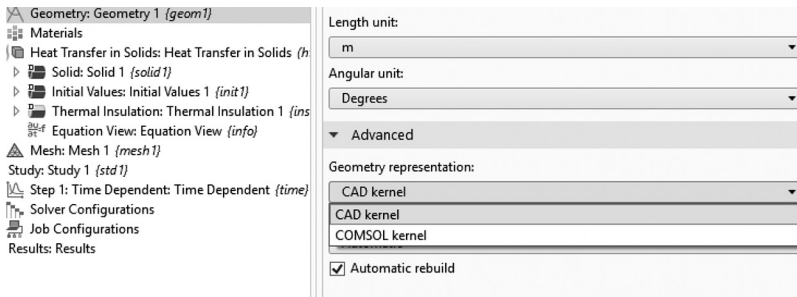 Geometry: Geometry 1 {geom1}
Materials
Heat Transfer in Solids: Heat Transfer in Solids {h
Solid: Solid 1 {solid1}
Initial Values: Initial Values 1 {init1}
Thermal Insulation: Thermal Insulation 1 {ins
Equation View: Equation View {info}
Mesh: Mesh 1 {mesh1}
Study: Study 1 {std1}
Step 1: Time Dependent: Time Dependent {time}
Solver Configurations
Job Configurations
Results: Results
Length unit:
m
Angular unit:
Degrees
Advanced
Geometry representation:
CAD kernel
CAD kernel
COMSOL kernel
Automatic rebuild